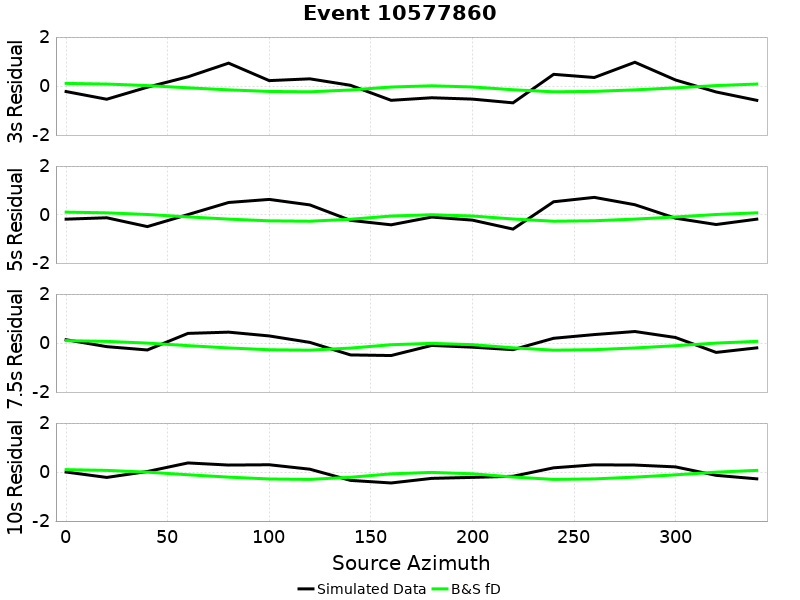 Event 10577860
3s Residual
2
0
-2
5s Residual
2
0
-2
7.5s Residual
2
0
-2
10s Residual
2
0
-2
0 50 100 150 200 250 300
Source Azimuth
Simulated Data B&S fD